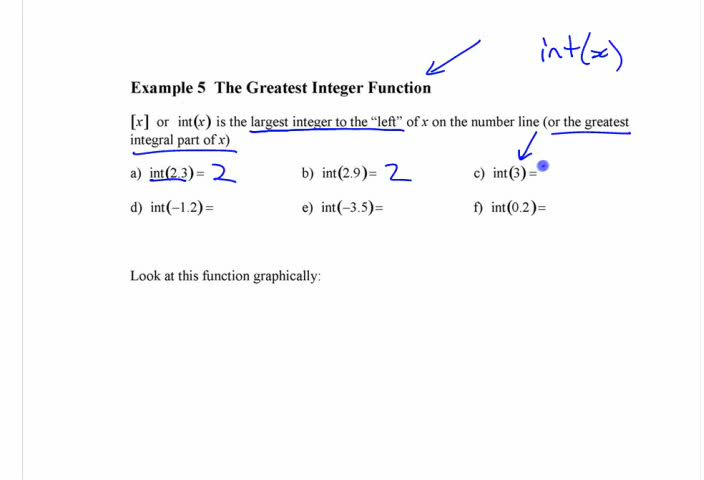 int(x)
Example 5 The Greatest Integer Function
[x] or int(x) is the largest integer to the “left” of x on the number line (or the greatest
integral part of x)
a) int(2.3)= 2 b) int(2.9)= 2 c) int(3)=
d) int(−1.2)= e) int(−3.5)= f) int(0.2)=
Look at this function graphically: